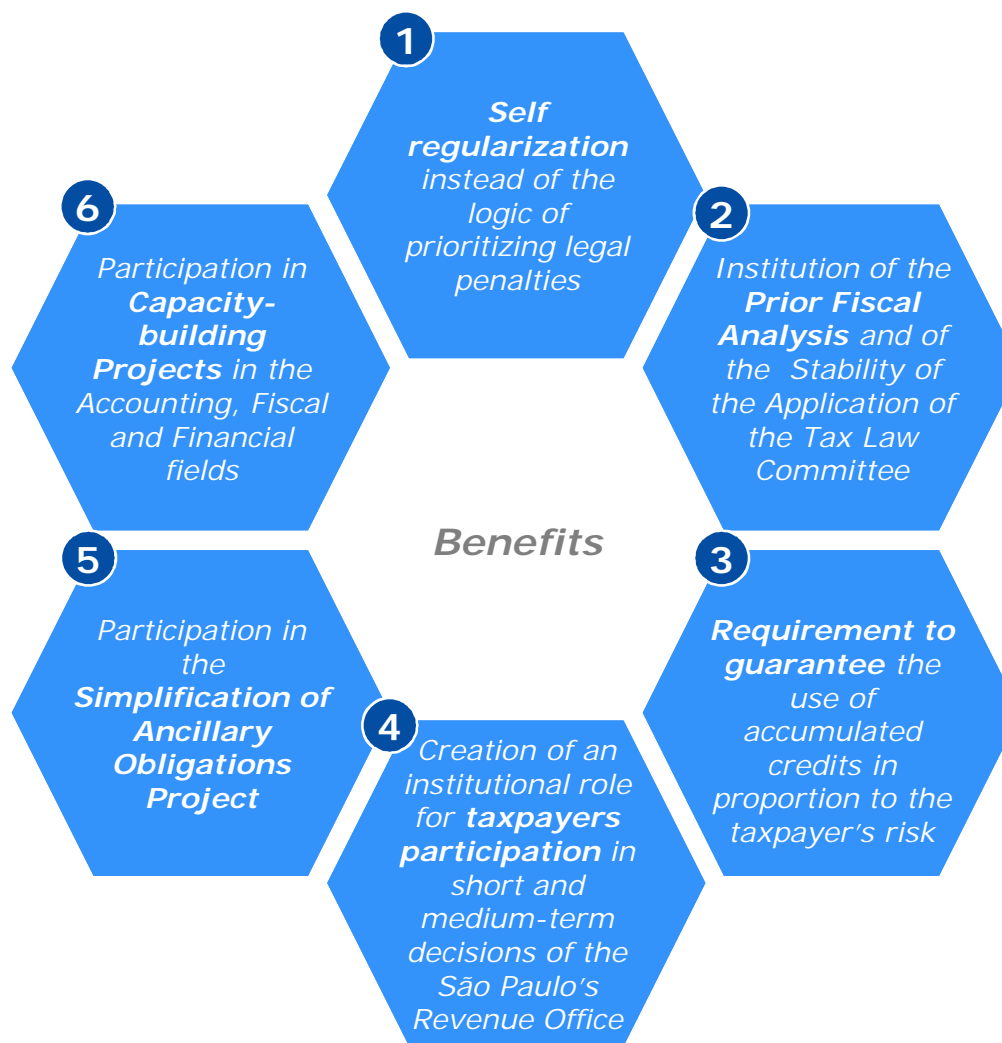 1
Self
regularization
instead of the
logic of
prioritizing legal
penalties
2
Institution of the
Prior Fiscal
Analysis and of
the Stability of
the Application of
the Tax Law
Committee
3
Requirement to
guarantee the
use of
accumulated
credits in
proportion to the
taxpayer's risk
4
Creation of an
institutional role
for taxpayers
participation in
short and
medium-term
decisions of the
São Paulo's
Revenue Office
5
Participation in
the
Simplification of
Ancillary
Obligations
Project
6
Participation in
Capacity-
building
Projects in the
Accounting, Fiscal
and Financial
fields
Benefits